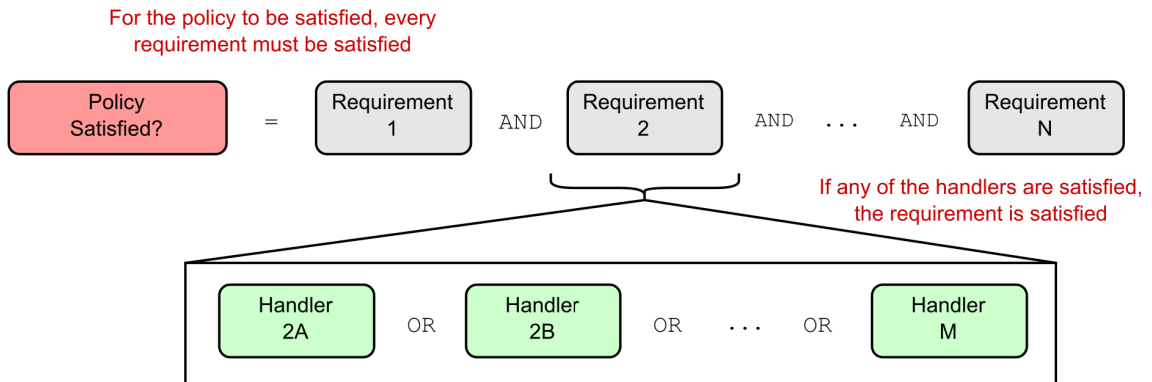 For the policy to be satisfied, every
requirement must be satisfied
Policy
Satisfied?
=
Requirement
1
AND
Requirement
2
AND ... AND
Requirement
N
If any of the handlers are satisfied,
the requirement is satisfied
Handler
2A
OR
Handler
2B
OR ... OR
Handler
M